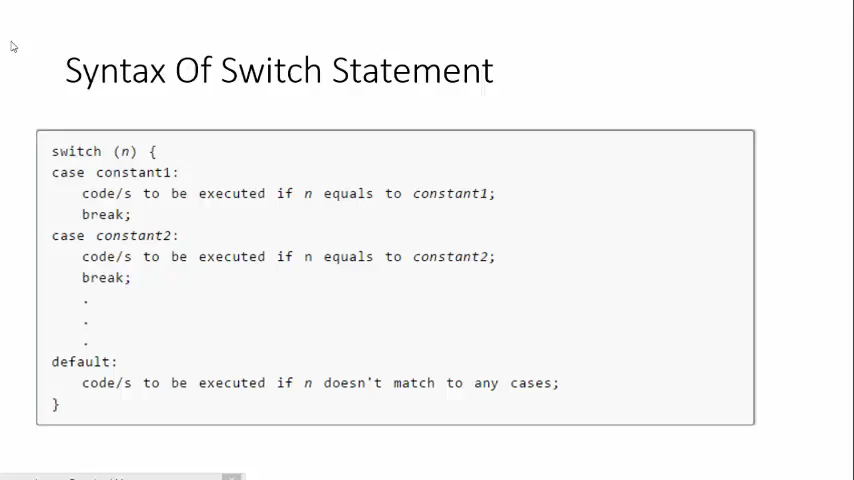 Syntax Of Switch Statement
switch (n) {
case constant1:
code/s to be executed if n equals to constant1;
break;
case constant2:
code/s to be executed if n equals to constant2;
break;
.
.
.
default:
code/s to be executed if n doesn't match to any cases;
}